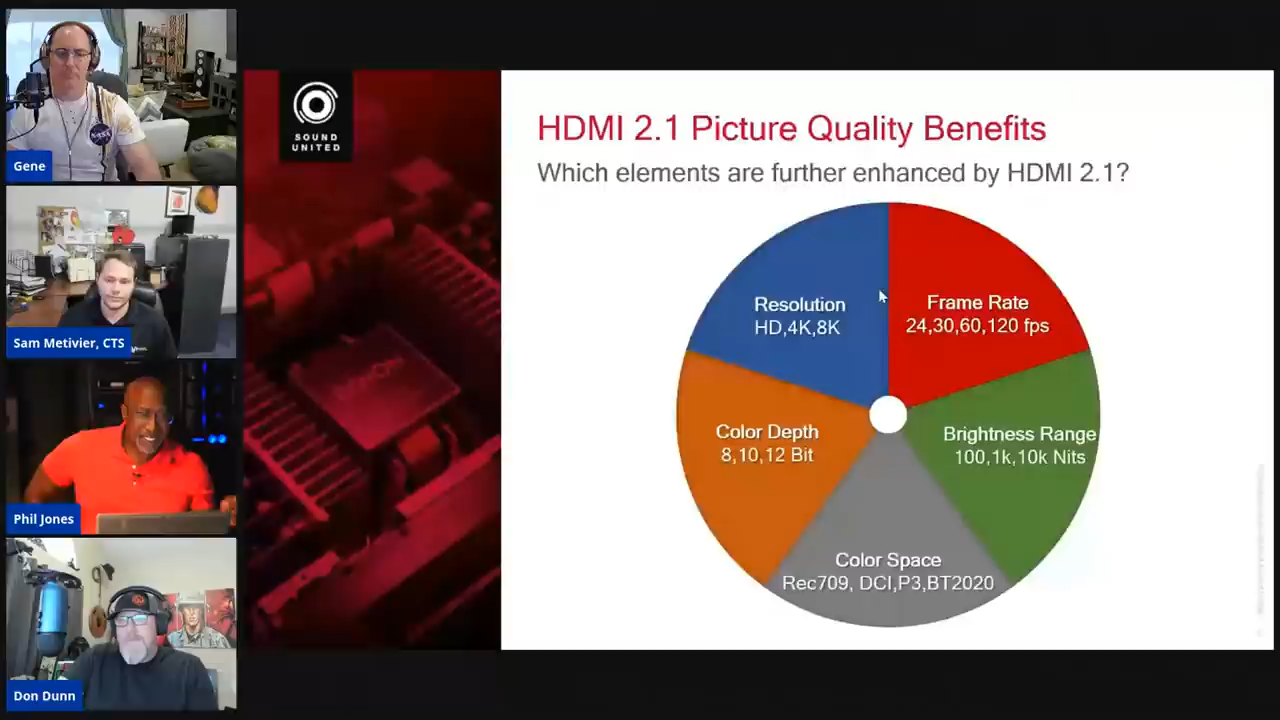 Gene
Sam Metivier, CTS
Phil Jones
Don Dunn
SOUND
UNITED
HDMI 2.1 Picture Quality Benefits
Which elements are further enhanced by HDMI 2.1?
Resolution
HD,4K,8K
Frame Rate
24,30,60,120 fps
Color Depth
8,10,12 Bit
Brightness Range
100,1k,10k Nits
Color Space
Rec709, DCI,P3,BT2020